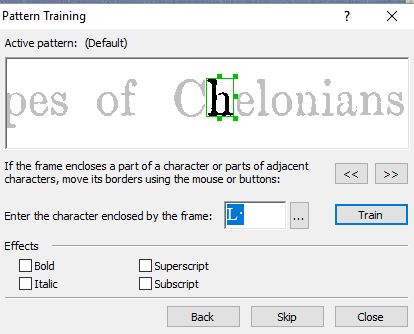 Pattern Training
? ×
Active pattern: (Default)
pes of Chelonians
If the frame encloses a part of a character or parts of adjacent
characters, move its borders using the mouse or buttons:
<< >>
Enter the character enclosed by the frame: L· ... Train
Effects
Bold Superscript
Italic Subscript
Back Skip Close